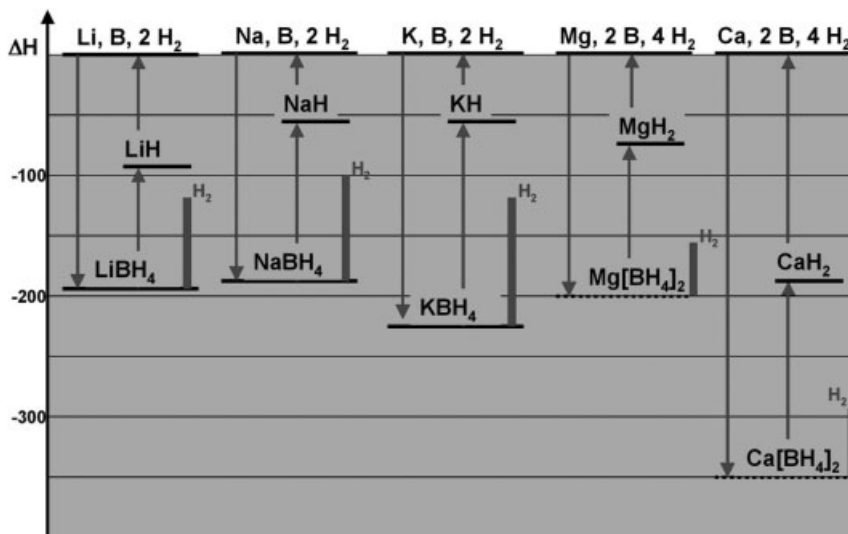 ΔH
Li, B, 2 H₂
Na, B, 2 H₂
K, B, 2 H₂
Mg, 2 B, 4 H₂
Ca, 2 B, 4 H₂
NaH
KH
MgH₂
LiH
-100
H₂
H₂
H₂
H₂
LiBH₄
NaBH₄
KBH₄
Mg[BH₄]₂
CaH₂
-200
H₂
-300
Ca[BH₄]₂